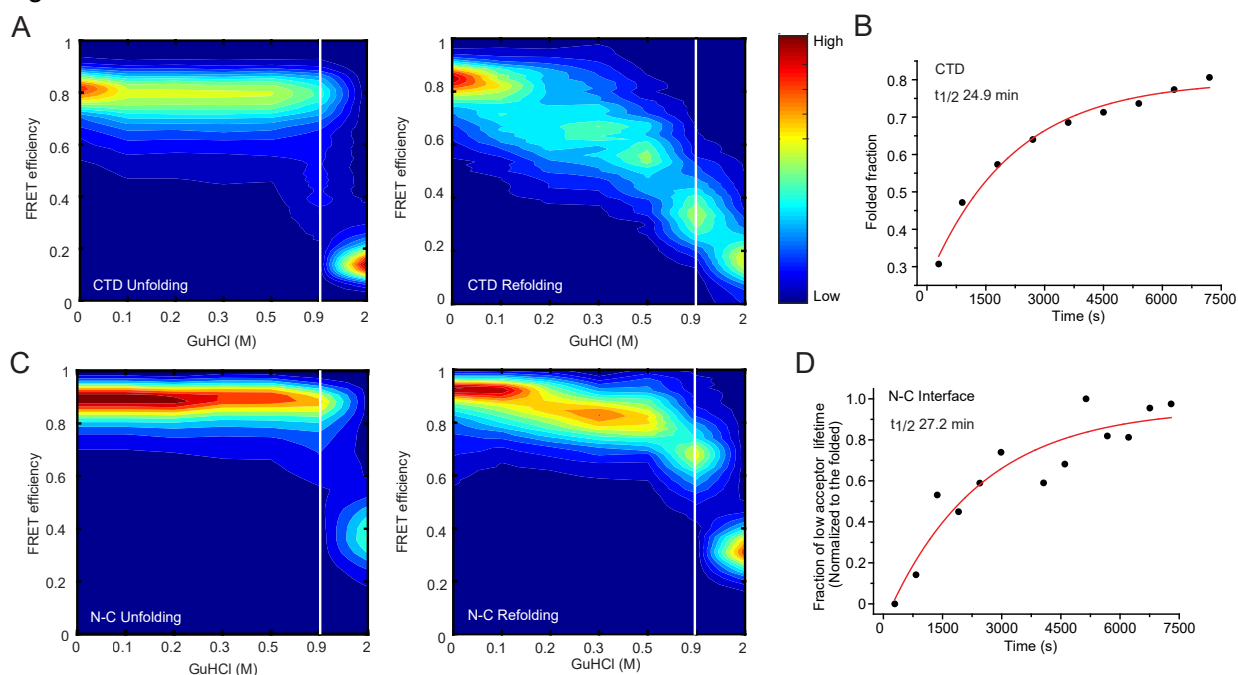 A
1
0.8
0.6
0.4
0.2
0
FRET efficiency
CTD Unfolding
0 0.1 0.2 0.3 0.5 0.9 2
GuHCl (M)
1
0.8
0.6
0.4
0.2
0
FRET efficiency
CTD Refolding
0 0.1 0.2 0.3 0.5 0.9 2
GuHCl (M)
High
Low
B
CTD
t1/2 24.9 min
0.8
0.7
0.6
0.5
0.4
0.3
Folded fraction
0 1500 3000 4500 6000 7500
Time (s)
C
1
0.8
0.6
0.4
0.2
0
FRET efficiency
N-C Unfolding
0 0.1 0.2 0.3 0.5 0.9 2
GuHCl (M)
1
0.8
0.6
0.4
0.2
0
FRET efficiency
N-C Refolding
0 0.1 0.2 0.3 0.5 0.9 2
GuHCl (M)
D
N-C Interface
t1/2 27.2 min
1.0
0.8
0.6
0.4
0.2
0
Fraction of low acceptor lifetime
(Normalized to the folded)
0 1500 3000 4500 6000 7500
Time (s)